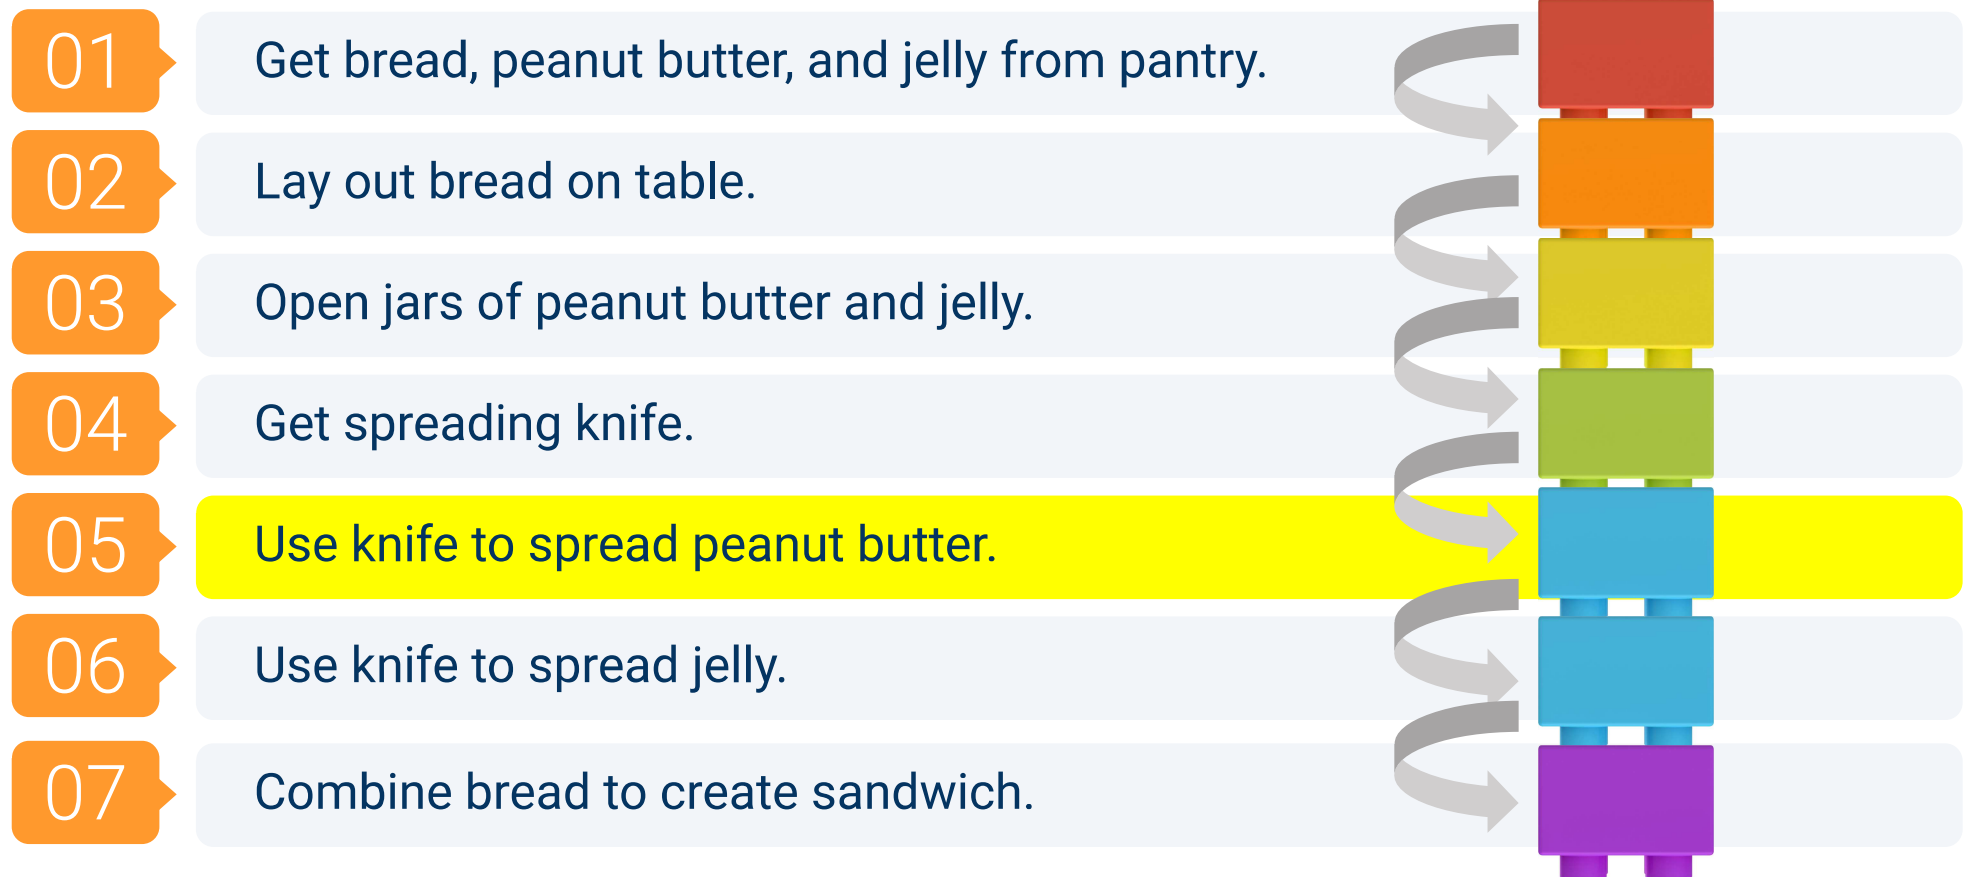 01 Get bread, peanut butter, and jelly from pantry.
02 Lay out bread on table.
03 Open jars of peanut butter and jelly.
04 Get spreading knife.
05 Use knife to spread peanut butter.
06 Use knife to spread jelly.
07 Combine bread to create sandwich.